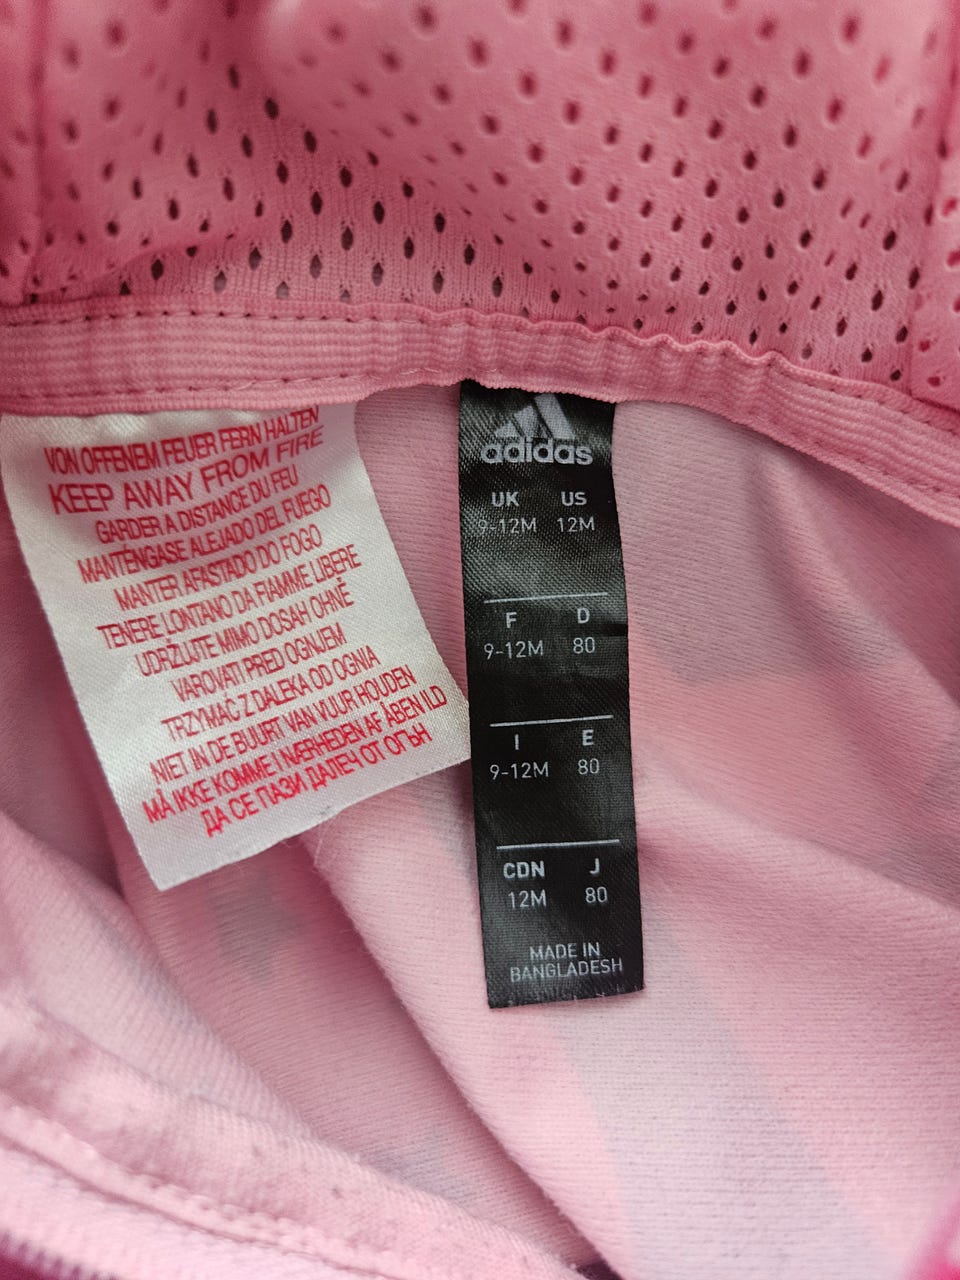 VON OFFENEM FEUER FERN HALTEN
KEEP AWAY FROM FIRE
GARDER A DISTANCE DU FEU
MANTÉNGASE ALEJADO DEL FUEGO
MANTER AFASTADO DO FOGO
TENERE LONTANO DA FIAMME LIBERE
UDRŽUJTE MIMO DOSAH OHNĚ
VAROVATI PRED OGNJEM
TRZYMAĆ Z DALEKA OD OGNIA
NIET IN DE BUURT VAN VUUR HOUDEN
MÅ IKKE KOMME I NÆRHEDEN AF ÅBEN ILD
ДА СЕ ПАЗИ ДАЛЕЧ ОТ ОГЪН
adidas
UK US
9-12M 12M
F D
9-12M 80
I E
9-12M 80
CDN J
12M 80
MADE IN
BANGLADESH